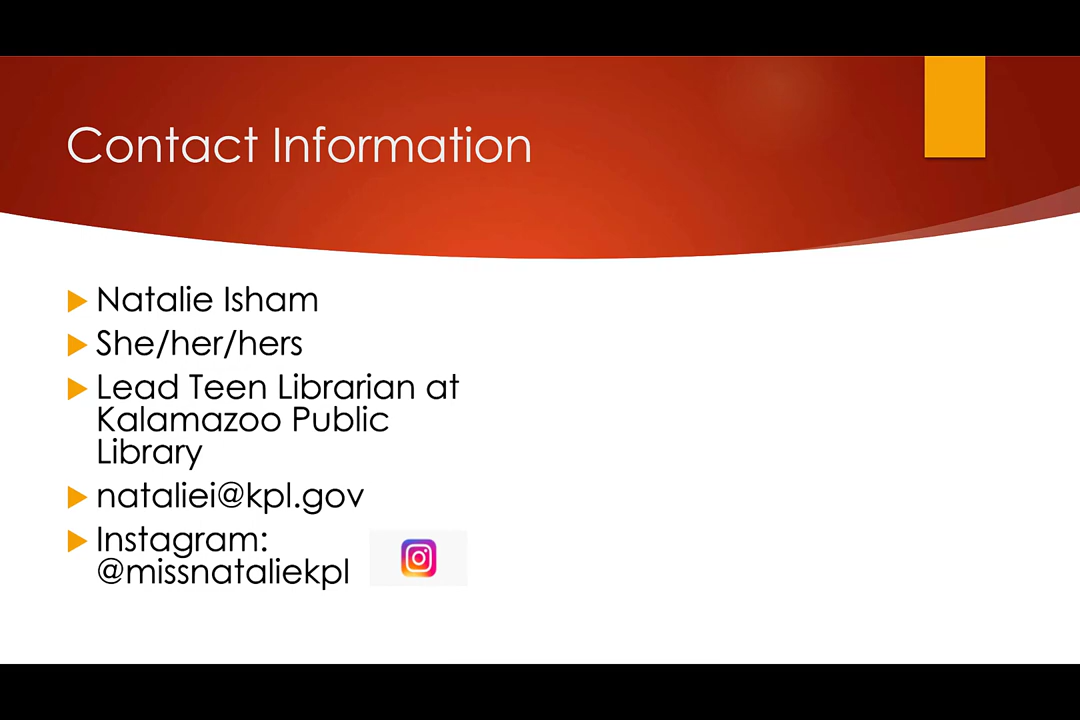 Contact Information
Natalie Isham
She/her/hers
Lead Teen Librarian at
Kalamazoo Public
Library
nataliei@kpl.gov
Instagram:
@missnataliekpl